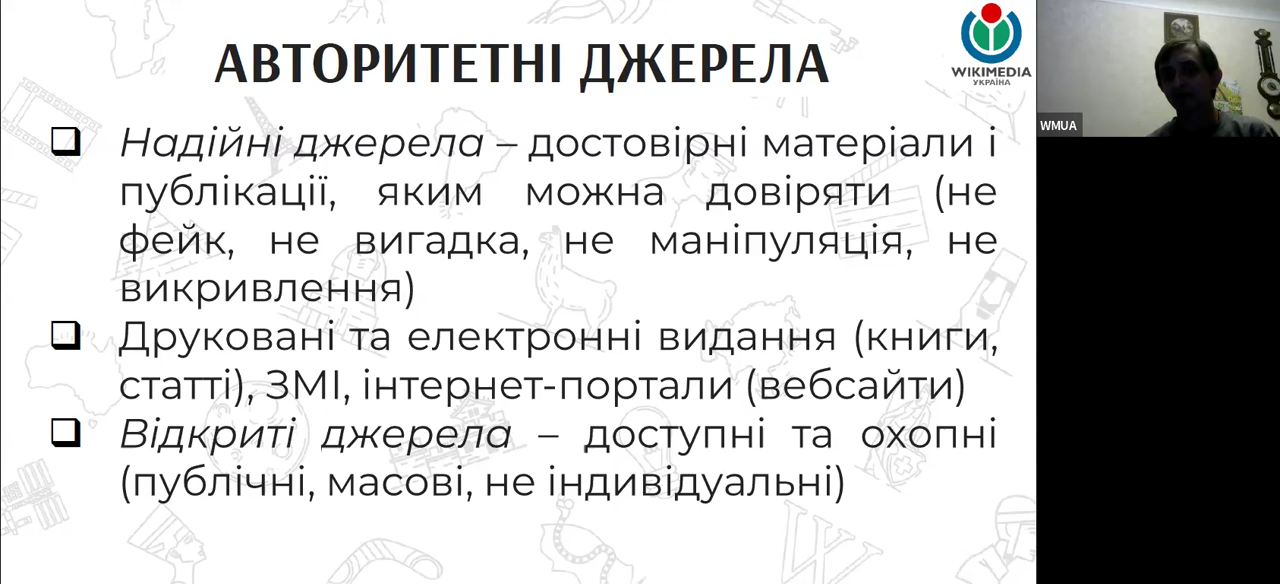 АВТОРИТЕТНІ ДЖЕРЕЛА
WIKIMEDIA
УКРАЇНА
WMUA
❑ Надійні джерела – достовірні матеріали і
публікації, яким можна довіряти (не
фейк, не вигадка, не маніпуляція, не
викривлення)
❑ Друковані та електронні видання (книги,
статті), ЗМІ, інтернет-портали (вебсайти)
❑ Відкриті джерела – доступні та охопні
(публічні, масові, не індивідуальні)